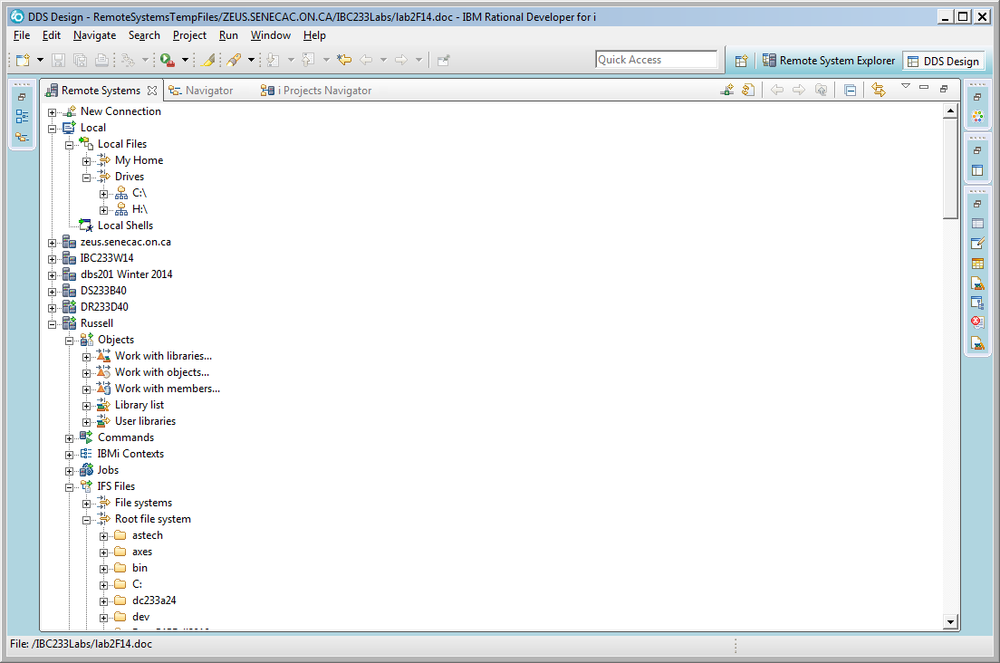 DDS Design - RemoteSystemsTempFiles/ZEUS.SENECAC.ON.CA/IBC233Labs/lab2F14.doc - IBM Rational Developer for i
File Edit Navigate Search Project Run Window Help
Quick Access Remote System Explorer DDS Design
Remote Systems Navigator i Projects Navigator
New Connection
Local
Local Files
My Home
Drives
C:\
H:\
Local Shells
zeus.senecac.on.ca
IBC233W14
dbs201 Winter 2014
DS233B40
DR233D40
Russell
Objects
Work with libraries...
Work with objects...
Work with members...
Library list
User libraries
Commands
IBMi Contexts
Jobs
IFS Files
File systems
Root file system
astech
axes
bin
C:
dc233a24
dev
File: /IBC233Labs/lab2F14.doc